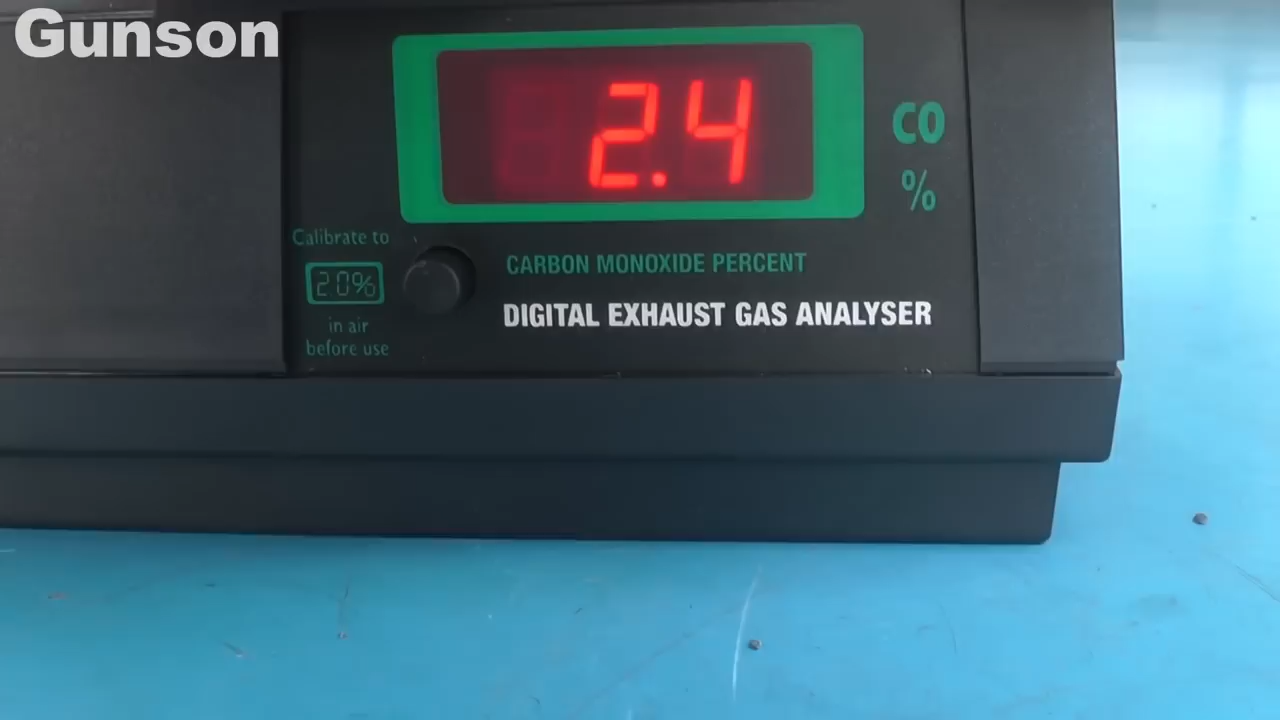 Gunson
2.4
CO
%
Calibrate to
2.0%
in air
before use
CARBON MONOXIDE PERCENT
DIGITAL EXHAUST GAS ANALYSER